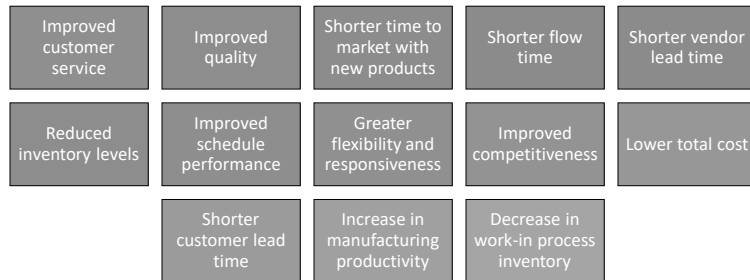 Improved
customer
service
Improved
quality
Shorter time to
market with
new products
Shorter flow
time
Shorter vendor
lead time
Reduced
inventory levels
Improved
schedule
performance
Greater
flexibility and
responsiveness
Improved
competitiveness
Lower total cost
Shorter
customer lead
time
Increase in
manufacturing
productivity
Decrease in
work-in process
inventory